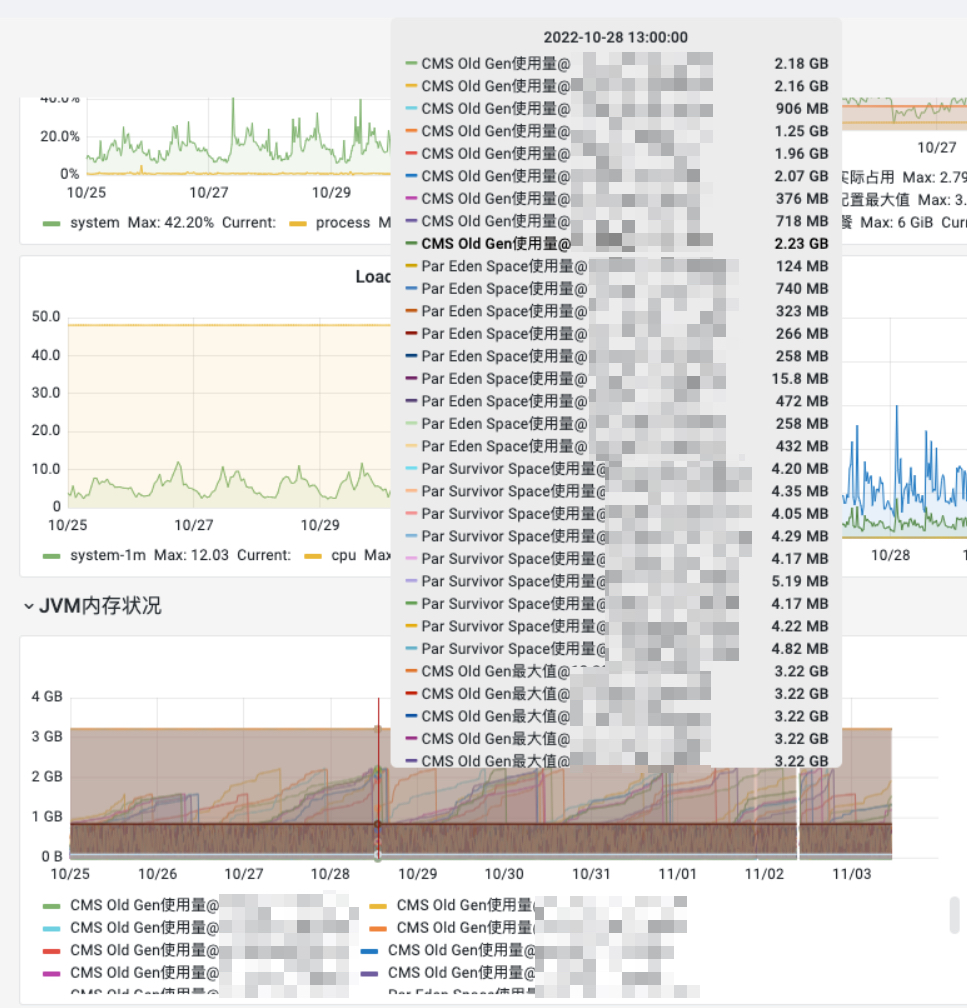 2022-10-28 13:00:00
CMS Old Gen使用量@ 2.18 GB
CMS Old Gen使用量@ 2.16 GB
CMS Old Gen使用量@ 906 MB
CMS Old Gen使用量@ 1.25 GB
CMS Old Gen使用量@ 1.96 GB
CMS Old Gen使用量@ 2.07 GB
CMS Old Gen使用量@ 376 MB
CMS Old Gen使用量@ 718 MB
CMS Old Gen使用量@ 2.23 GB
Par Eden Space使用量@ 124 MB
Par Eden Space使用量@ 740 MB
Par Eden Space使用量@ 323 MB
Par Eden Space使用量@ 266 MB
Par Eden Space使用量@ 258 MB
Par Eden Space使用量@ 15.8 MB
Par Eden Space使用量@ 472 MB
Par Eden Space使用量@ 258 MB
Par Eden Space使用量@ 432 MB
Par Survivor Space使用量@ 4.20 MB
Par Survivor Space使用量@ 4.35 MB
Par Survivor Space使用量@ 4.05 MB
Par Survivor Space使用量@ 4.29 MB
Par Survivor Space使用量@ 4.17 MB
Par Survivor Space使用量@ 5.19 MB
Par Survivor Space使用量@ 4.17 MB
Par Survivor Space使用量@ 4.22 MB
Par Survivor Space使用量@ 4.82 MB
CMS Old Gen最大值@ 3.22 GB
CMS Old Gen最大值@ 3.22 GB
CMS Old Gen最大值@ 3.22 GB
CMS Old Gen最大值@ 3.22 GB
CMS Old Gen最大值@ 3.22 GB
40.0%
20.0%
0%
10/25 10/27 10/29
system Max: 42.20% Current: process M
10/27
实际占用 Max: 2.79
配置最大值 Max: 3.
餐 Max: 6 GiB Curr
Load
50.0
40.0
30.0
20.0
10.0
0
10/25 10/27 10/29
system-1m Max: 12.03 Current: cpu Max
10/28
JVM内存状况
4 GB
3 GB
2 GB
1 GB
0 B
10/25 10/26 10/27 10/28 10/29 10/30 10/31 11/01 11/02 11/03
CMS Old Gen使用量@ CMS Old Gen使用量
CMS Old Gen使用量@ CMS Old Gen使用量
CMS Old Gen使用量@ CMS Old Gen使用量
CMS Old Gen使用量@ CMS Old Gen使用量
CMS Old Gen使用量@ Par Eden Space使用量